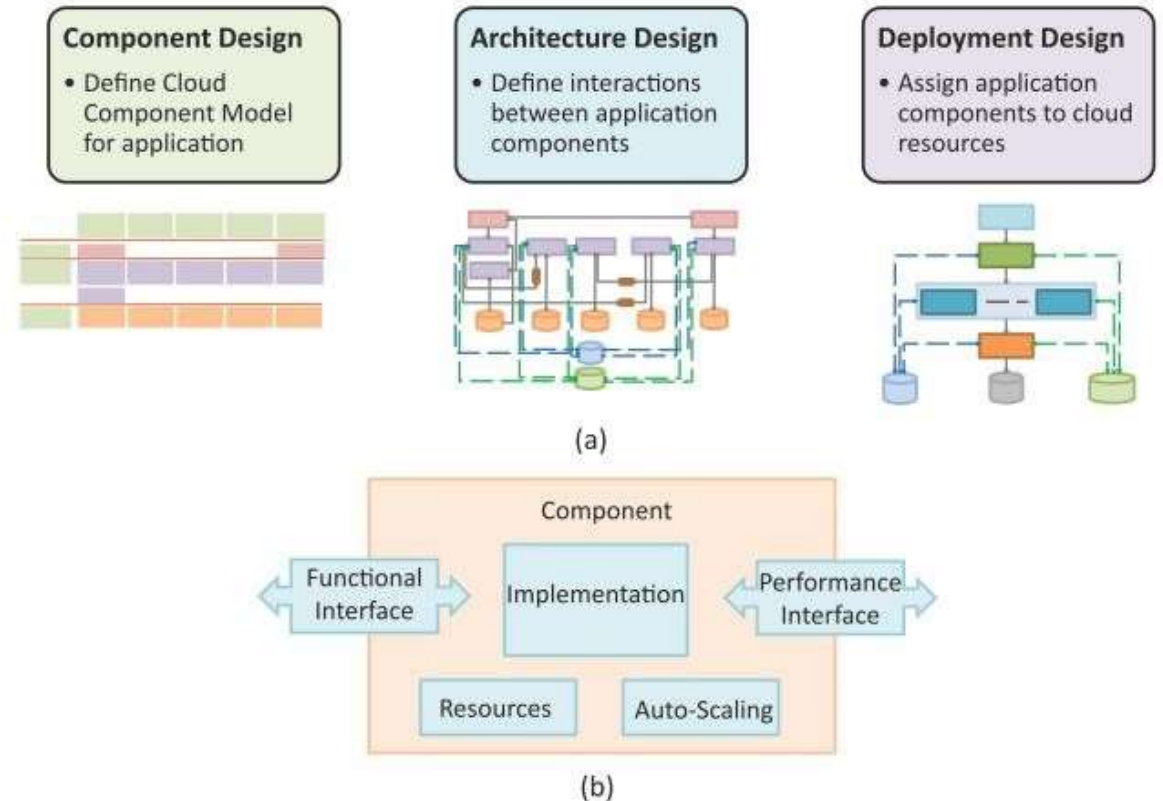 Component Design
• Define Cloud
Component Model
for application
Architecture Design
• Define interactions
between application
components
Deployment Design
• Assign application
components to cloud
resources
(a)
Component
Functional
Interface
Implementation
Performance
Interface
Resources
Auto-Scaling
(b)